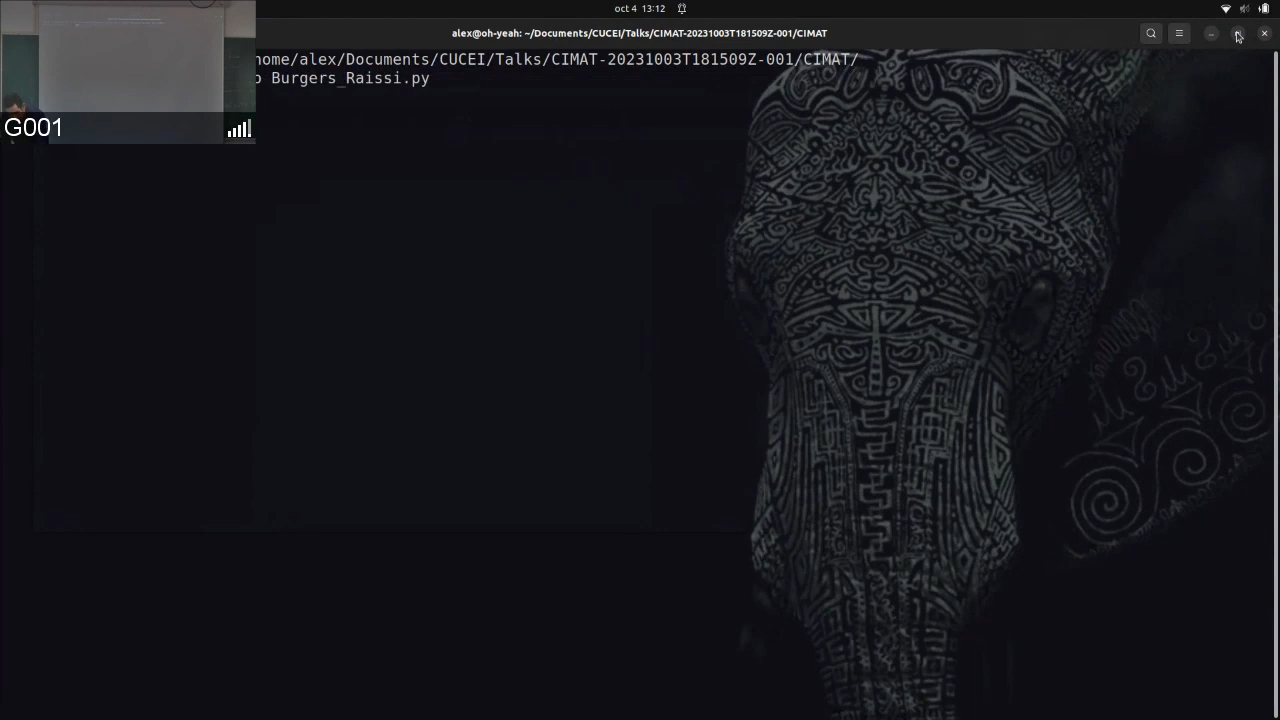 oct 4 13:12
alex@oh-yeah: ~/Documents/CUCEI/Talks/CIMAT-20231003T181509Z-001/CIMAT
home/alex/Documents/CUCEI/Talks/CIMAT-20231003T181509Z-001/CIMAT/
Burgers_Raissi.py
G001